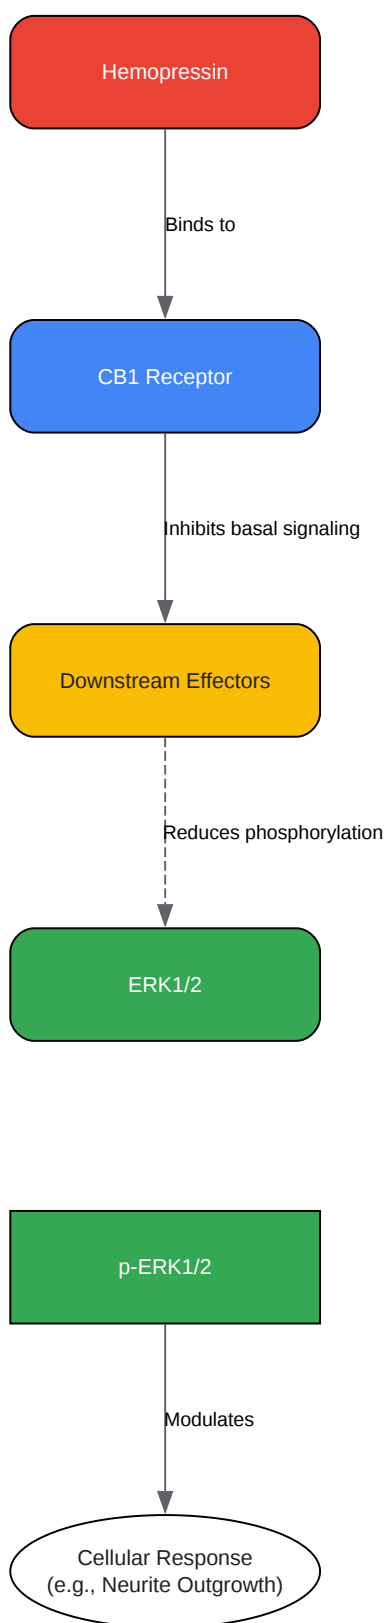 Hemopressin
Binds to
CB1 Receptor
Inhibits basal signaling
Downstream Effectors
Reduces phosphorylation
ERK1/2
p-ERK1/2
Modulates
Cellular Response
(e.g., Neurite Outgrowth)